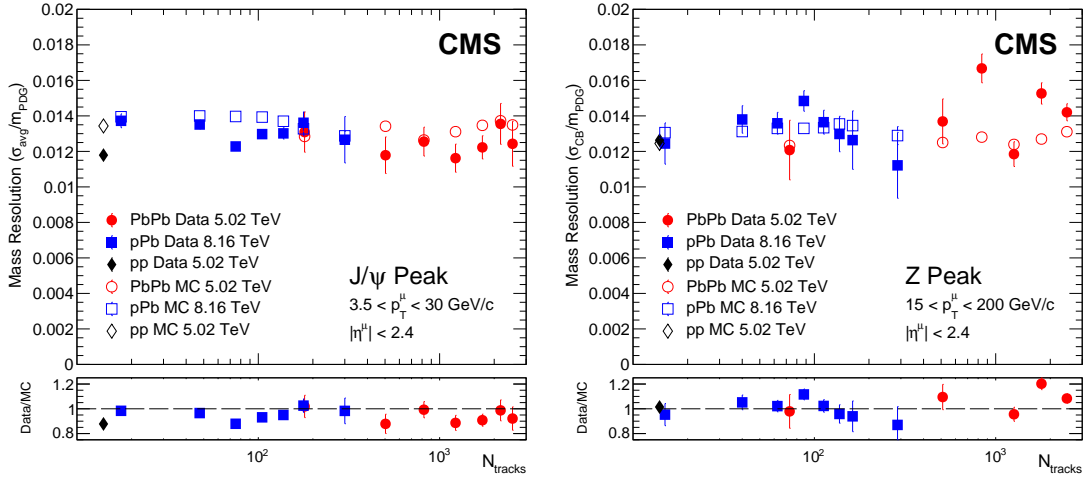 CMS
Mass Resolution (σavg/mPDG)
0.02
0.018
0.016
0.014
0.012
0.01
0.008
0.006
0.004
0.002
0
PbPb Data 5.02 TeV
pPb Data 8.16 TeV
pp Data 5.02 TeV
PbPb MC 5.02 TeV
pPb MC 8.16 TeV
pp MC 5.02 TeV
J/ψ Peak
3.5 < pTμ < 30 GeV/c
|ημ| < 2.4
Data/MC
1.2
1
0.8
10²
10³
Ntracks
CMS
Mass Resolution (σCB/mPDG)
0.02
0.018
0.016
0.014
0.012
0.01
0.008
0.006
0.004
0.002
0
PbPb Data 5.02 TeV
pPb Data 8.16 TeV
pp Data 5.02 TeV
PbPb MC 5.02 TeV
pPb MC 8.16 TeV
pp MC 5.02 TeV
Z Peak
15 < pTμ < 200 GeV/c
|ημ| < 2.4
Data/MC
1.2
1
0.8
10²
10³
Ntracks